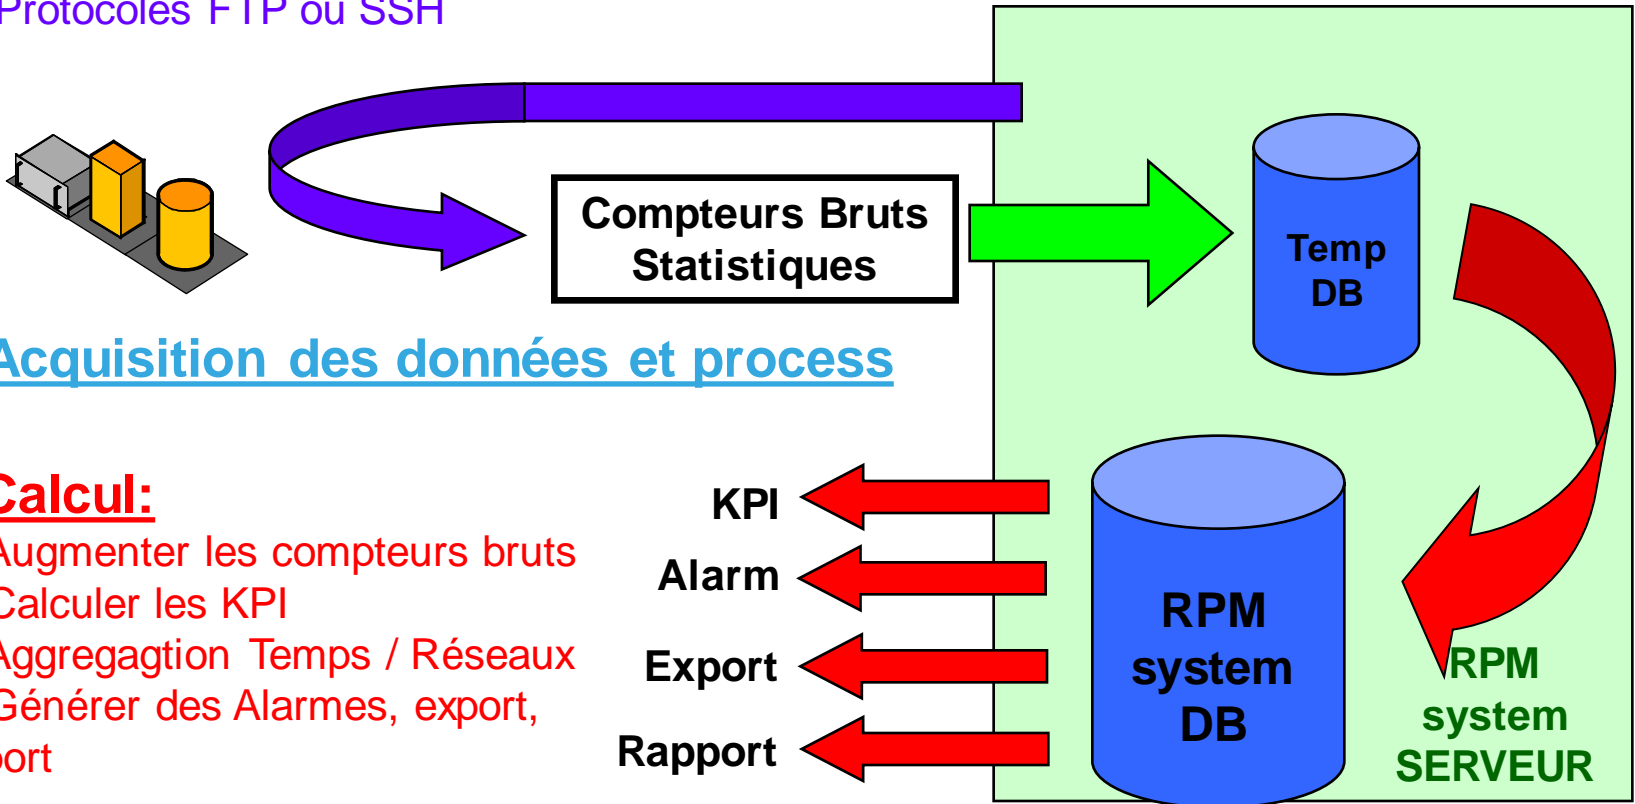 Protocoles FTP ou SSH
Compteurs Bruts
Statistiques
Temp
DB
Acquisition des données et process
Calcul:
Augmenter les compteurs bruts
Calculer les KPI
Aggregagtion Temps / Réseaux
Générer des Alarmes, export,
port
KPI
Alarm
Export
Rapport
RPM
system
DB
RPM
system
SERVEUR